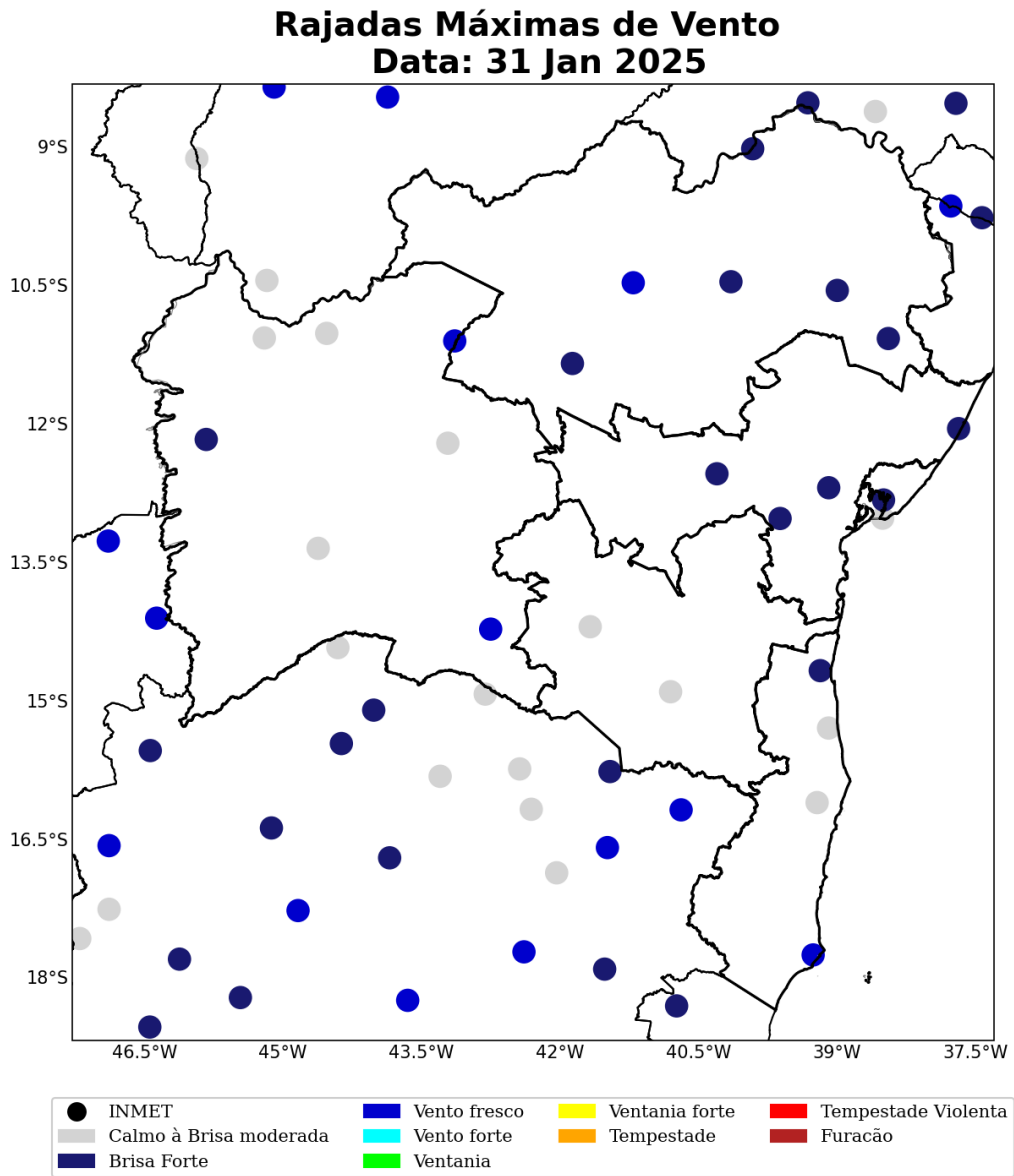 Rajadas Máximas de Vento
Data: 31 Jan 2025
9°S
10.5°S
12°S
13.5°S
15°S
16.5°S
18°S
46.5°W 45°W 43.5°W 42°W 40.5°W 39°W 37.5°W
INMET Vento fresco Ventania forte Tempestade Violenta
Calmo à Brisa moderada Vento forte Tempestade Furacão
Brisa Forte Ventania